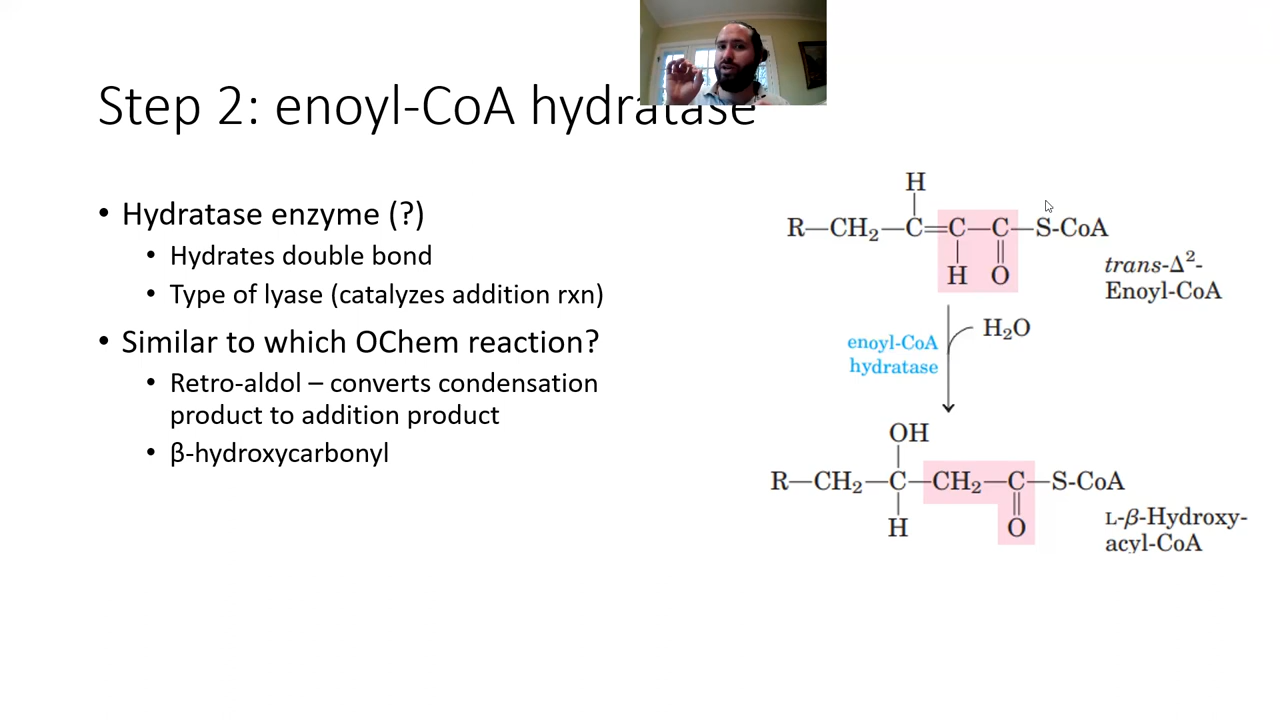 Step 2: enoyl-CoA hydratase
• Hydratase enzyme (?)
• Hydrates double bond
• Type of lyase (catalyzes addition rxn)
• Similar to which OChem reaction?
• Retro-aldol – converts condensation
product to addition product
• β-hydroxycarbonyl
H
R—CH₂—C=C—C—S-CoA
H O
trans-Δ²-
Enoyl-CoA
H₂O
enoyl-CoA
hydratase
OH
R—CH₂—C—CH₂—C—S-CoA
H O
L-β-Hydroxy-
acyl-CoA